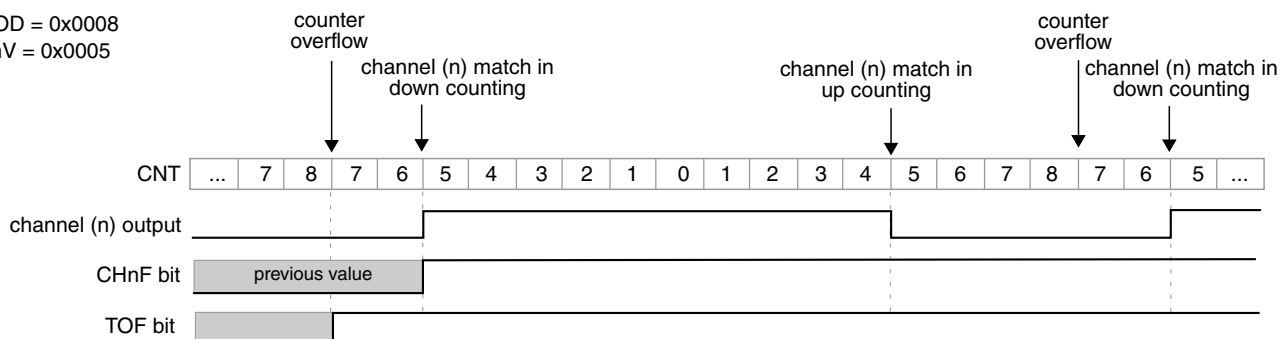 OD = 0x0008
V = 0x0005
counter
overflow
channel (n) match in
down counting
channel (n) match in
up counting
counter
overflow
channel (n) match in
down counting
CNT ... 7 8 7 6 5 4 3 2 1 0 1 2 3 4 5 6 7 8 7 6 5 ...
channel (n) output
CHnF bit previous value
TOF bit